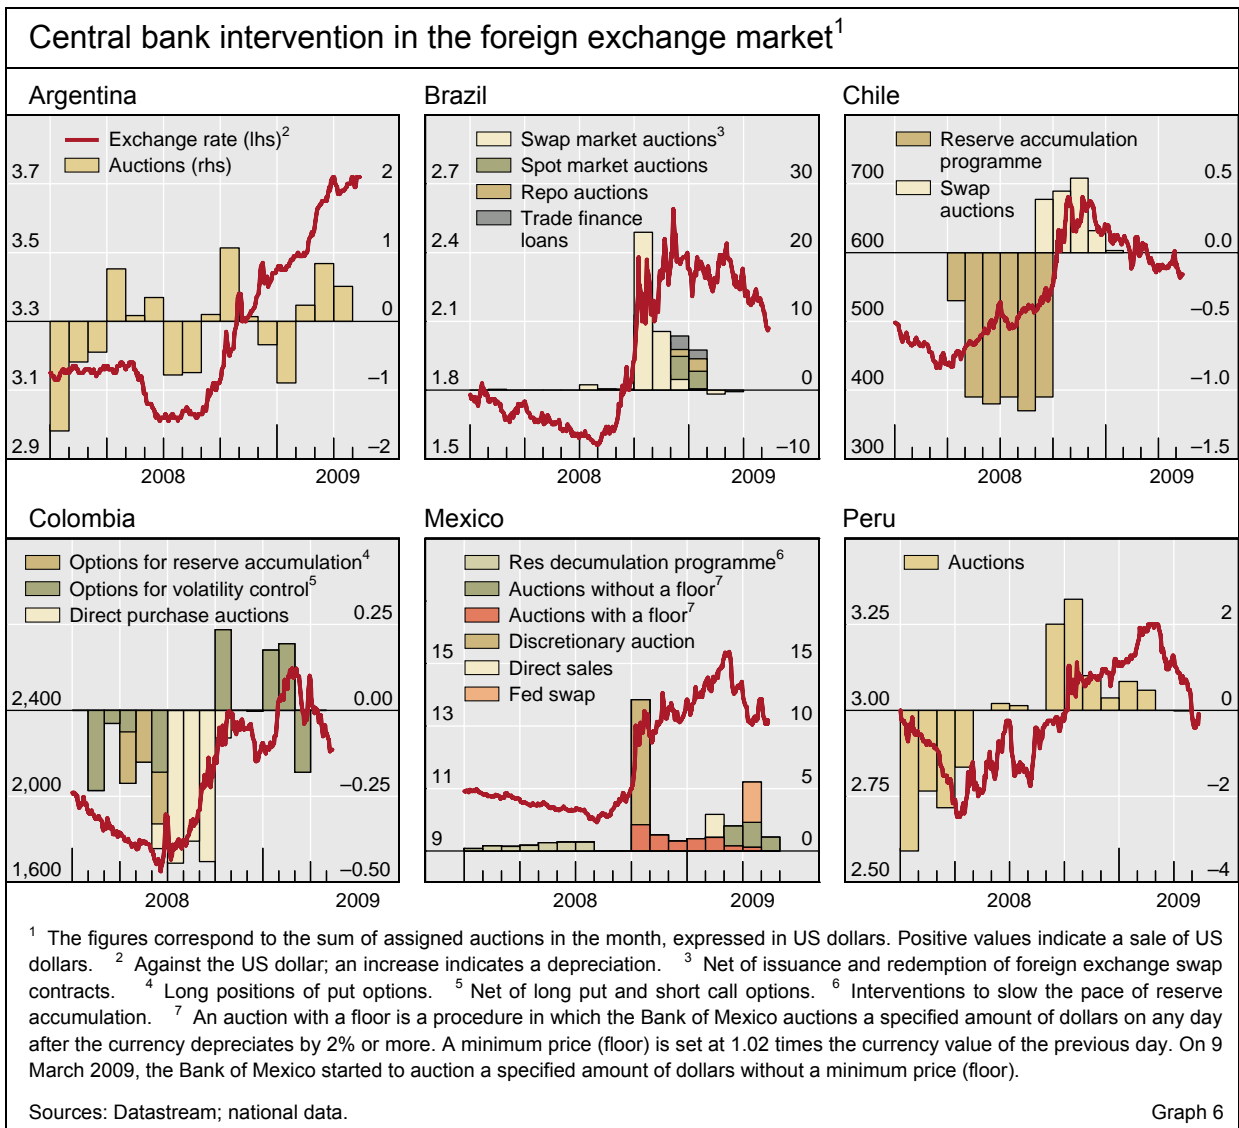 Central bank intervention in the foreign exchange market1
Argentina
Exchange rate (lhs)2
Auctions (rhs)
3.7 2
3.5 1
3.3 0
3.1 –1
2.9 –2
2008 2009
Brazil
Swap market auctions3
Spot market auctions
Repo auctions
Trade finance
loans
2.7 30
2.4 20
2.1 10
1.8 0
1.5 –10
2008 2009
Chile
Reserve accumulation
programme
Swap
auctions
700 0.5
600 0.0
500 –0.5
400 –1.0
300 –1.5
2008 2009
Colombia
Options for reserve accumulation4
Options for volatility control5
Direct purchase auctions
0.25
2,400 0.00
2,000 –0.25
1,600 –0.50
2008 2009
Mexico
Res decumulation programme6
Auctions without a floor7
Auctions with a floor7
Discretionary auction
Direct sales
Fed swap
15 15
13 10
11 5
9 0
2008 2009
Peru
Auctions
3.25 2
3.00 0
2.75 –2
2.50 –4
2008 2009
1 The figures correspond to the sum of assigned auctions in the month, expressed in US dollars. Positive values indicate a sale of US
dollars. 2 Against the US dollar; an increase indicates a depreciation. 3 Net of issuance and redemption of foreign exchange swap
contracts. 4 Long positions of put options. 5 Net of long put and short call options. 6 Interventions to slow the pace of reserve
accumulation. 7 An auction with a floor is a procedure in which the Bank of Mexico auctions a specified amount of dollars on any day
after the currency depreciates by 2% or more. A minimum price (floor) is set at 1.02 times the currency value of the previous day. On 9
March 2009, the Bank of Mexico started to auction a specified amount of dollars without a minimum price (floor).
Sources: Datastream; national data. Graph 6